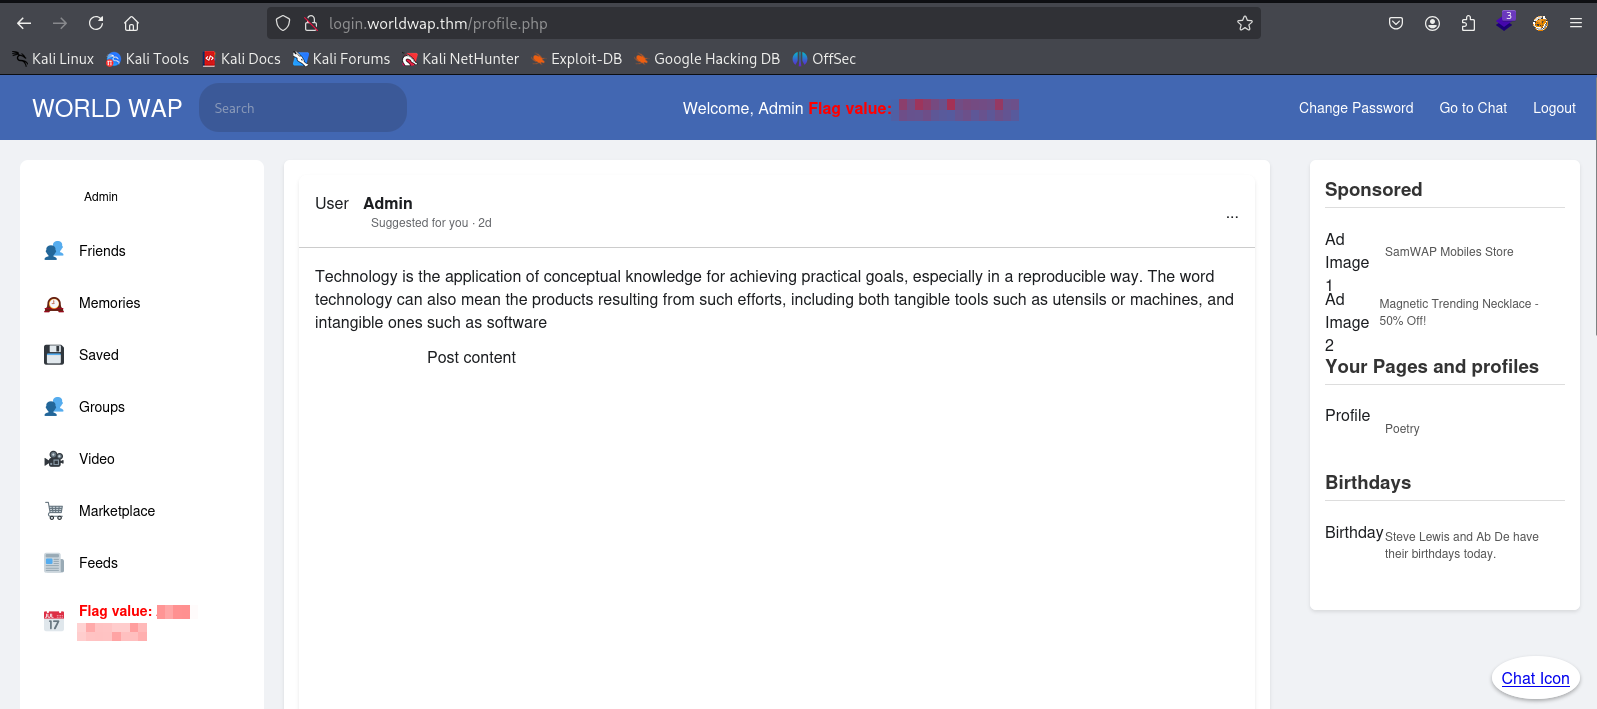 login.worldwap.thm/profile.php
3
Kali Linux Kali Tools Kali Docs Kali Forums Kali NetHunter Exploit-DB Google Hacking DB OffSec
WORLD WAP Search Welcome, Admin Flag value: Change Password Go to Chat Logout
Admin
Friends
Memories
Saved
Groups
Video
Marketplace
Feeds
17
Flag value:
User Admin
Suggested for you · 2d
...
Technology is the application of conceptual knowledge for achieving practical goals, especially in a reproducible way. The word
technology can also mean the products resulting from such efforts, including both tangible tools such as utensils or machines, and
intangible ones such as software
Post content
Sponsored
Ad
Image
1
SamWAP Mobiles Store
Ad
Image
2
Magnetic Trending Necklace -
50% Off!
Your Pages and profiles
Profile
Poetry
Birthdays
Birthday
Steve Lewis and Ab De have
their birthdays today.
Chat Icon